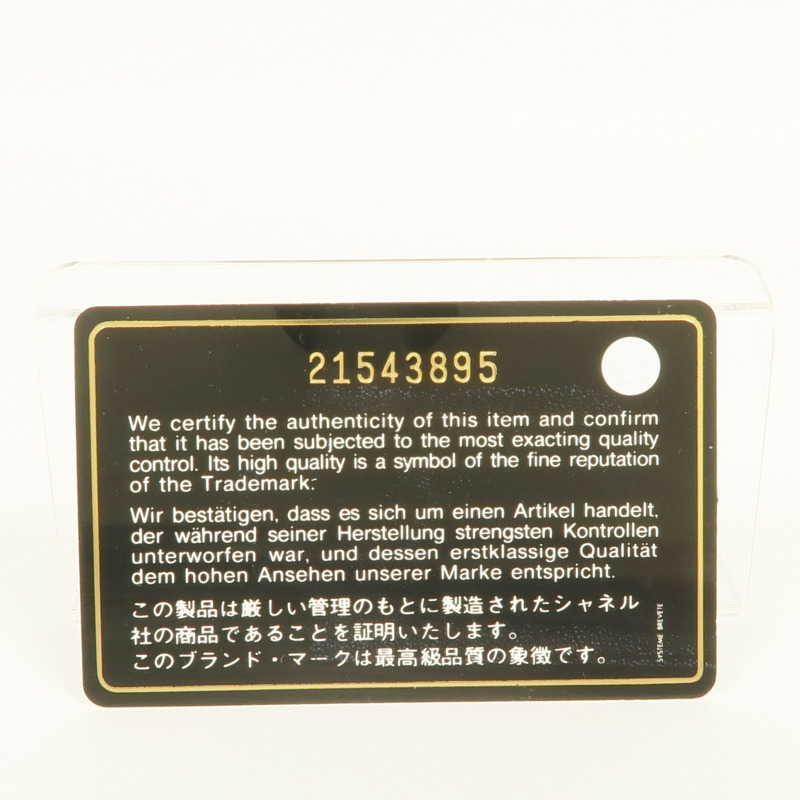 21543895
We certify the authenticity of this item and confirm
that it has been subjected to the most exacting quality
control. Its high quality is a symbol of the fine reputation
of the Trademark.
Wir bestätigen, dass es sich um einen Artikel handelt,
der während seiner Herstellung strengsten Kontrollen
unterworfen war, und dessen erstklassige Qualität
dem hohen Ansehen unserer Marke entspricht.
この製品は厳しい管理のもとに製造されたシャネル
社の商品であることを証明いたします。
このブランド・マークは最高級品質の象徴です。
SYSTEME BREVETE